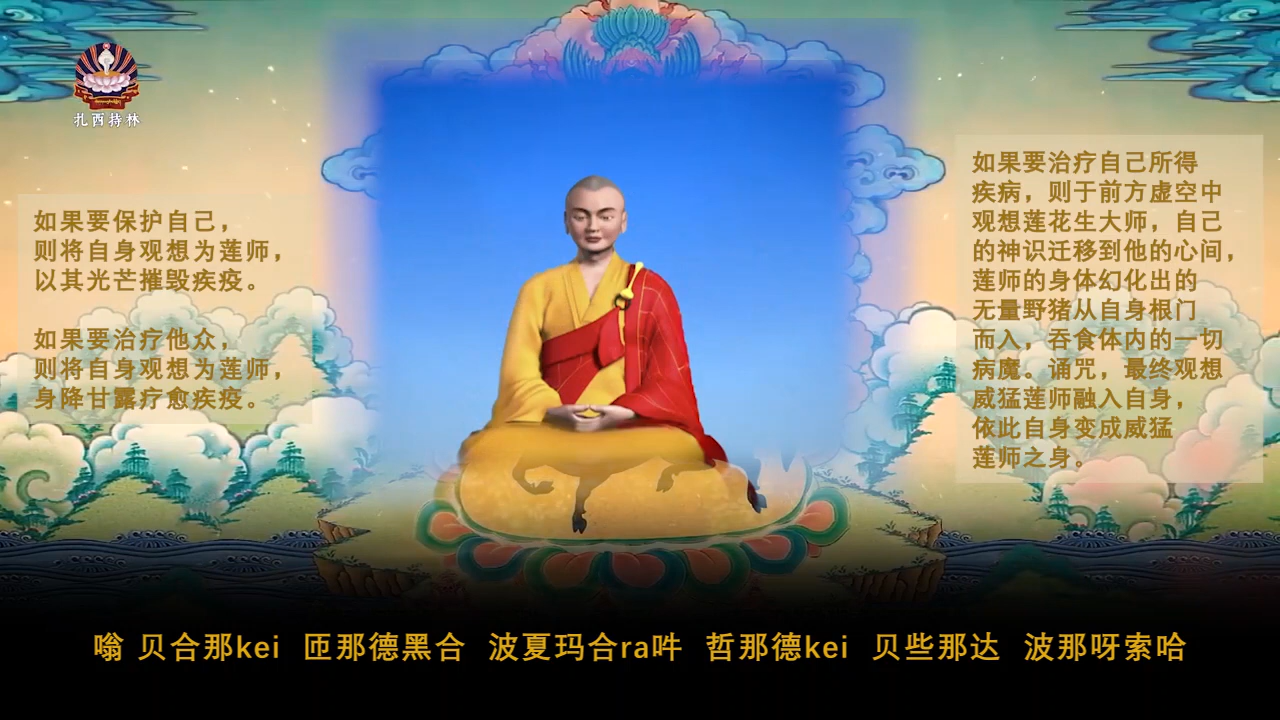 扎西持林
如果要保护自己，
则将自身观想为莲师，
以其光芒摧毁疾疫。
如果要治疗他众，
则将自身观想为莲师，
身降甘露疗愈疾疫。
如果要治疗自己所得
疾病，则于前方虚空中
观想莲花生大师，自己
的神识迁移到他的心间，
莲师的身体幻化出的
无量野猪从自身根门
而入，吞食体内的一切
病魔。诵咒，最终观想
威猛莲师融入自身，
依此自身变成威猛
莲师之身。
嗡 贝合那kei 匝那德黑合 波夏玛合ra吽 哲那德kei 贝些那达 波那呀索哈